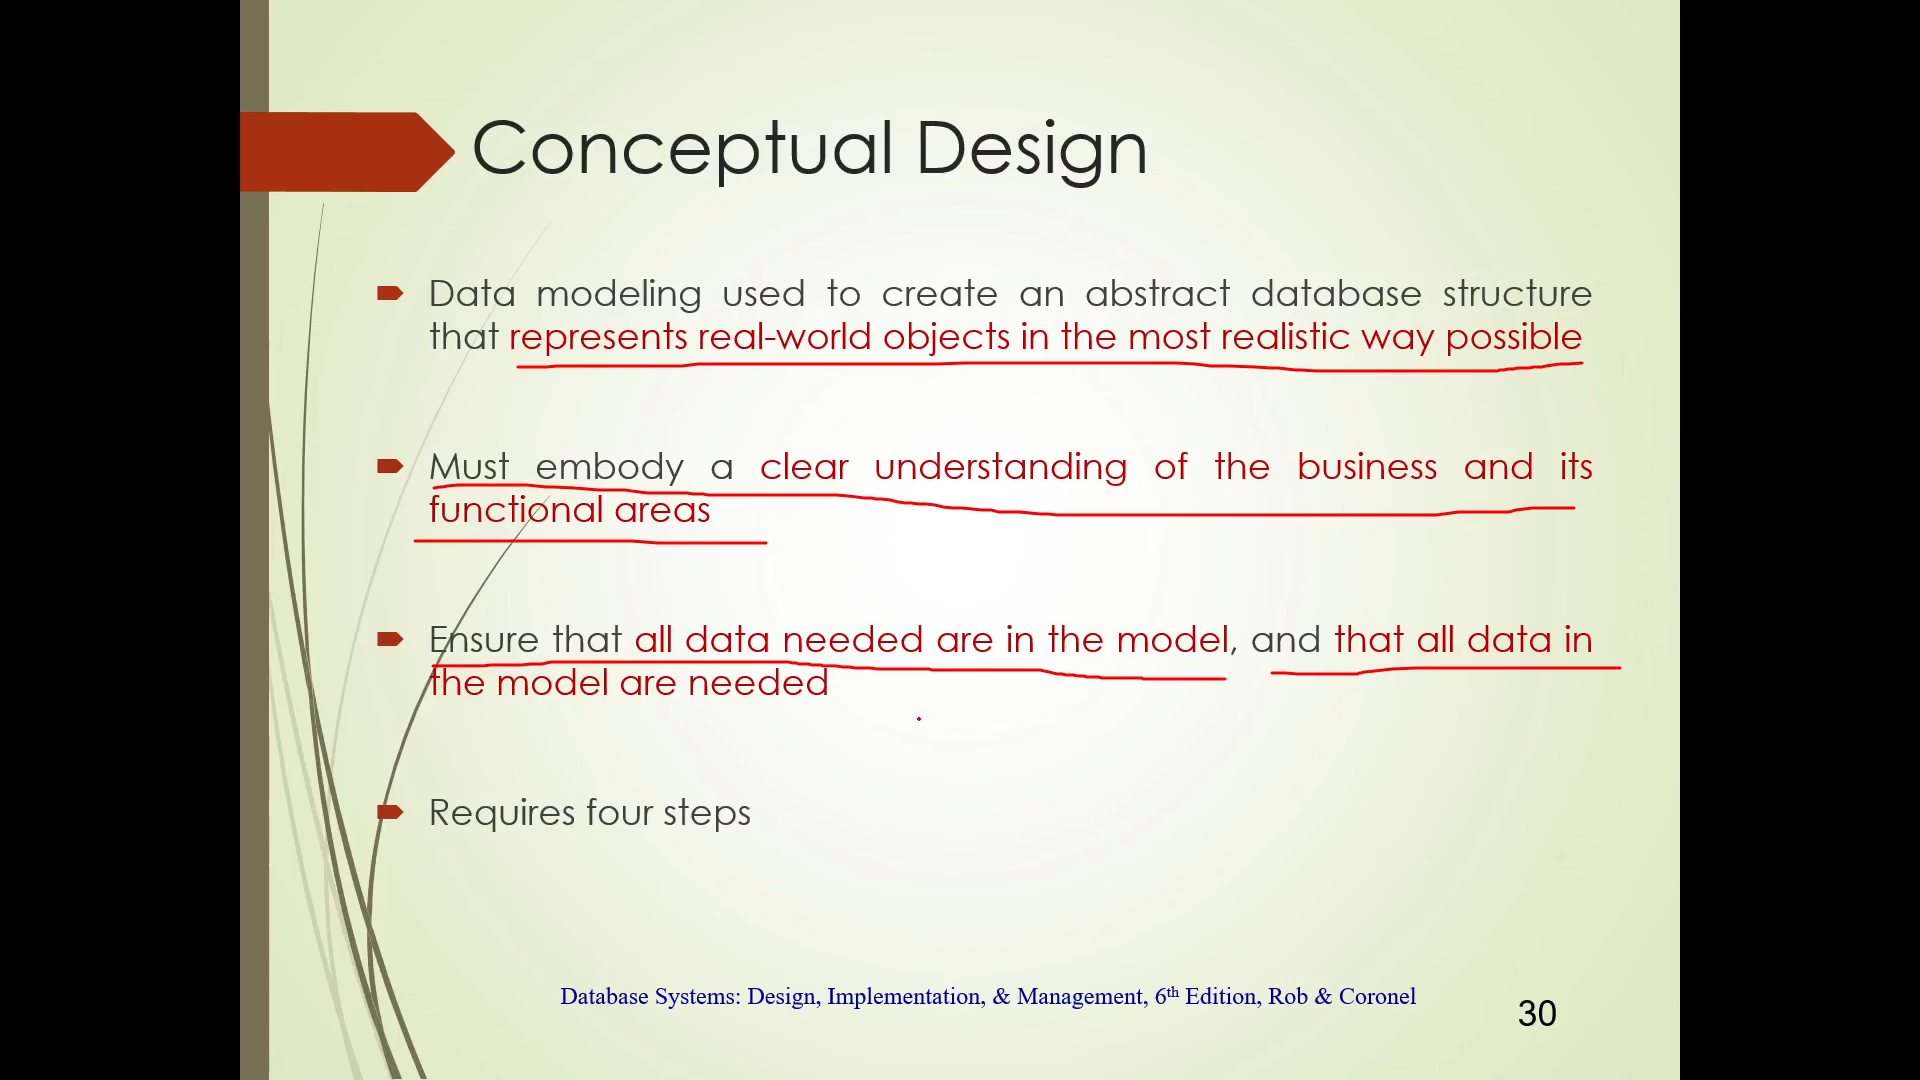 Conceptual Design
Data modeling used to create an abstract database structure
that represents real-world objects in the most realistic way possible
Must embody a clear understanding of the business and its
functional areas
Ensure that all data needed are in the model, and that all data in
the model are needed
Requires four steps
Database Systems: Design, Implementation, & Management, 6th Edition, Rob & Coronel
30